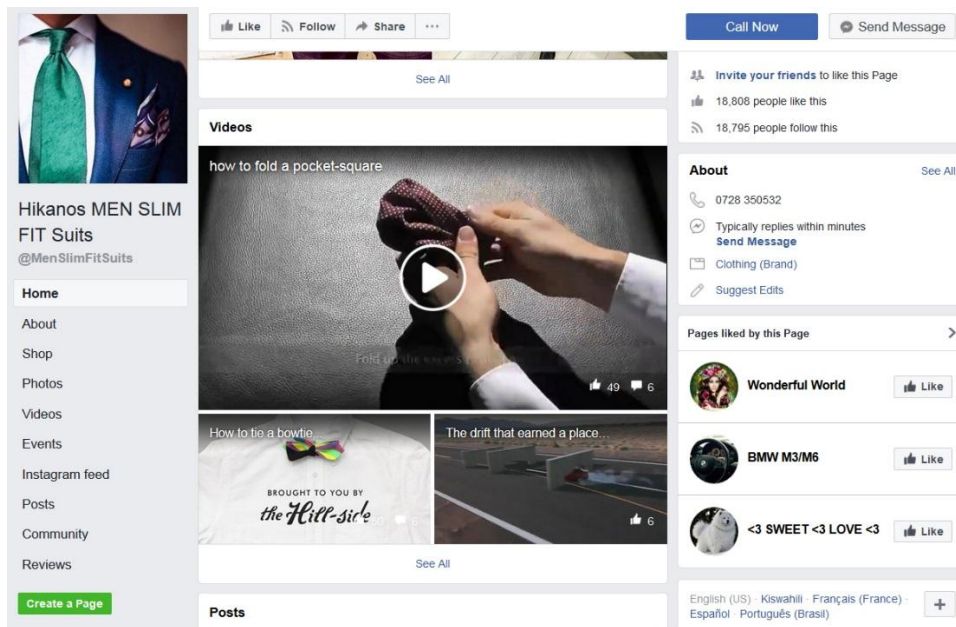 Like Follow Share ...
Call Now Send Message
Hikanos MEN SLIM
FIT Suits
@MenSlimFitSuits
Home
About
Shop
Photos
Videos
Events
Instagram feed
Posts
Community
Reviews
Create a Page
See All
Videos
how to fold a pocket-square
Fold up the excess
49 6
How to tie a bowtie...
BROUGHT TO YOU BY
the Hill-side
6
The drift that earned a place...
6
See All
Posts
Invite your friends to like this Page
18,808 people like this
18,795 people follow this
About See All
0728 350532
Typically replies within minutes
Send Message
Clothing (Brand)
Suggest Edits
Pages liked by this Page
Wonderful World Like
BMW M3/M6 Like
<3 SWEET <3 LOVE <3 Like
English (US) · Kiswahili · Français (France) ·
Español · Português (Brasil)